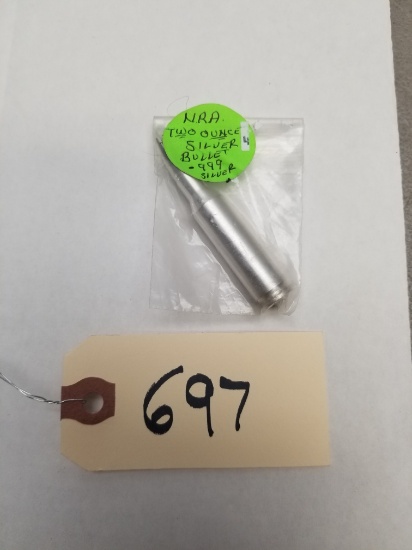 NRA.
TWO OUNCE
SILVER
BULLET
.999
SILVER
697